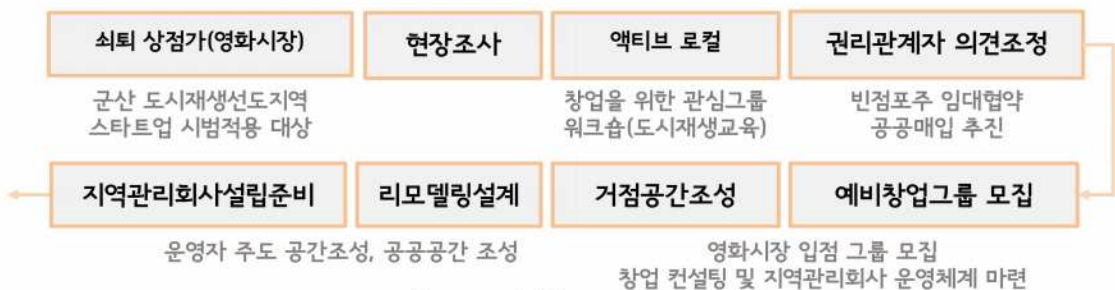 쇠퇴 상점가(영화시장)
현장조사
액티브 로컬
권리관계자 의견조정
군산 도시재생선도지역
스타트업 시범적용 대상
창업을 위한 관심그룹
워크숍(도시재생교육)
빈점포주 임대협약
공공매입 추진
지역관리회사설립준비
리모델링설계
거점공간조성
예비창업그룹 모집
운영자 주도 공간조성, 공공공간 조성
영화시장 입점 그룹 모집
창업 컨설팅 및 지역관리회사 운영체계 마련